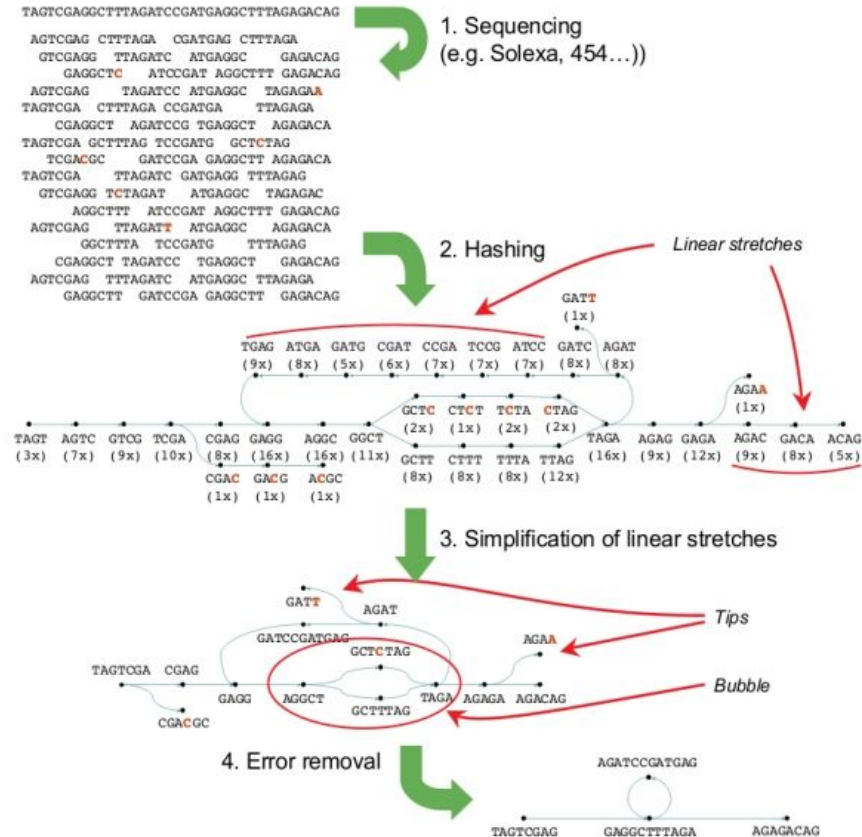 TAGTCGAGGCTTTAGATCCGATGAGGCTTTAGAGACAG
AGTCGAG CTTTAGA CGATGAG CTTTAGA
GTCGAGG TTAGATC ATGAGGC GAGACAG
GAGGCTC ATCCGAT AGGCTTT GAGACAG
AGTCGAG TAGATCC ATGAGGC TAGAGAA
TAGTCGA CTTTAGA CCGATGA TTAGAGA
CGAGGCT AGATCCG TGAGGCT AGAGACA
TAGTCGA GCTTTAG TCCGATG GCTCTAG
TCGACGC GATCCGA GAGGCTT AGAGACA
TAGTCGA TTAGATC GATGAGG TTTAGAG
GTCGAGG TCTAGAT ATGAGGC TAGAGAC
AGGCTTT ATCCGAT AGGCTTT GAGACAG
AGTCGAG TTAGATT ATGAGGC AGAGACA
GGCTTTA TCCGATG TTTAGAG
CGAGGCT TAGATCC TGAGGCT GAGACAG
AGTCGAG TTTAGATC ATGAGGC TTAGAGA
GAGGCTT GATCCGA GAGGCTT GAGACAG
1. Sequencing
(e.g. Solexa, 454…))
2. Hashing
Linear stretches
GATT
(1x)
TGAG ATGA GATG CGAT CCGA TCCG ATCC GATC AGAT
(9x) (8x) (5x) (6x) (7x) (7x) (7x) (8x) (8x)
AGAA
(1x)
GCTC CTCT TCTA CTAG
(2x) (1x) (2x) (2x)
TAGT AGTC GTCG TCGA CGAG GAGG AGGC GGCT TAGA AGAG GAGA AGAC GACA ACAG
(3x) (7x) (9x) (10x) (8x) (16x) (16x) (11x) (16x) (9x) (12x) (9x) (8x) (5x)
GCTT CTTT TTTA TTAG
(8x) (8x) (8x) (12x)
CGAC GACG ACGC
(1x) (1x) (1x)
3. Simplification of linear stretches
GATT
AGAT
Tips
GATCCGATGAG
GCTCTAG
AGAA
TAGTCGA CGAG
Bubble
GAGG AGGCT TAGA AGAGA AGACAG
GCTTTAG
CGACGC
4. Error removal
AGATCCGATGAG
TAGTCGAG GAGGCTTTAGA AGAGACAG